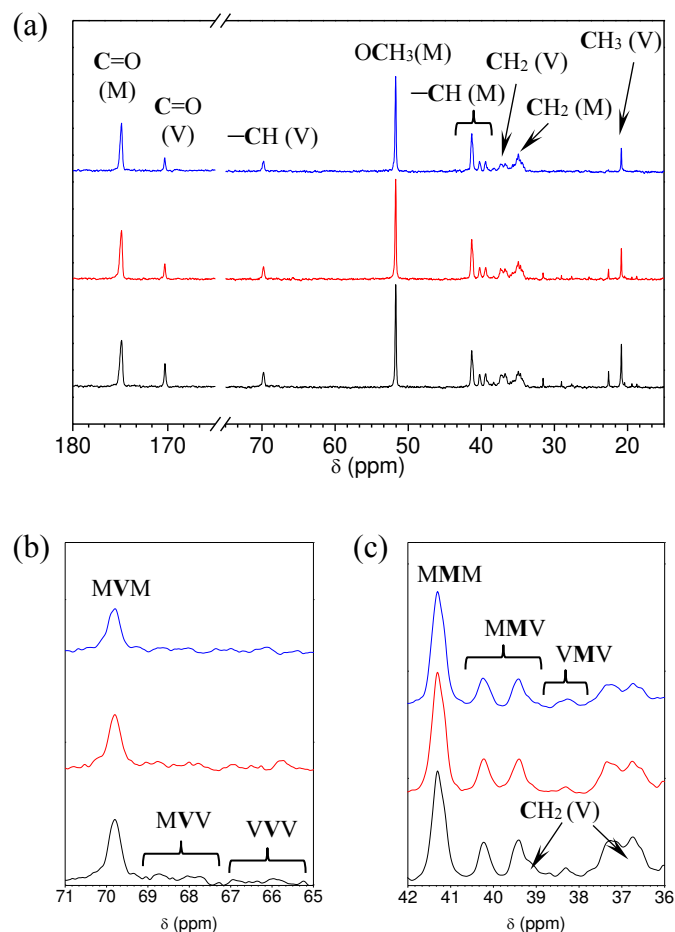 (a)
C=O
(M)
C=O
(V)
−CH (V)
OCH3(M)
−CH (M)
CH2 (V)
CH2 (M)
CH3 (V)
180 170 70 60 50 40 30 20
δ (ppm)
(b)
MVM
MVV
VVV
71 70 69 68 67 66 65
δ (ppm)
(c)
MMM
MMV
VMV
CH2 (V)
42 41 40 39 38 37 36
δ (ppm)